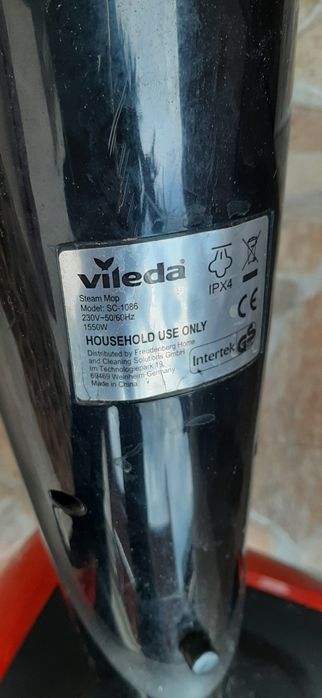 vileda
Steam Mop
Model: SC-1086
230V~50/60Hz
1550W
IPX4
HOUSEHOLD USE ONLY
Distributed by Freudenberg Home
and Cleaning Solutions GmbH
Im Technologiepark 19,
69469 Weinheim Germany
Made in China
CE
Intertek
GS